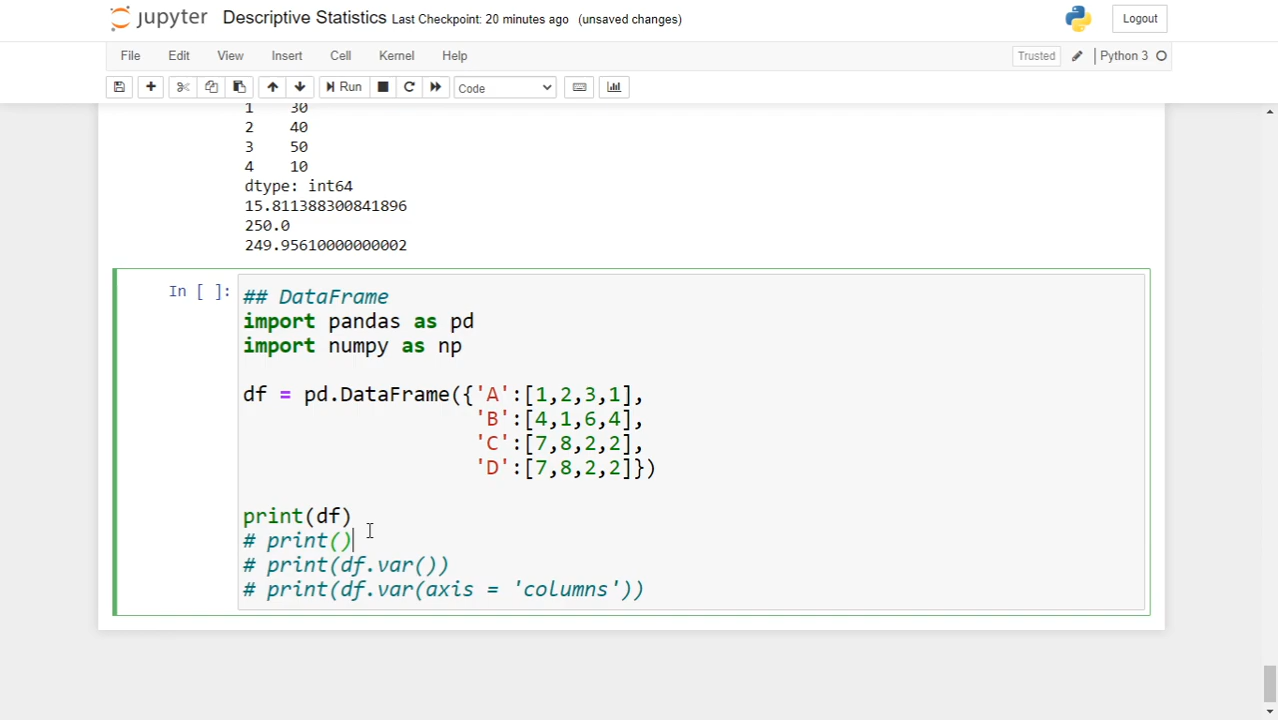 jupyter Descriptive Statistics Last Checkpoint: 20 minutes ago (unsaved changes) Logout
File Edit View Insert Cell Kernel Help Trusted Python 3
Run Code
1 30
2 40
3 50
4 10
dtype: int64
15.811388300841896
250.0
249.95610000000002
In [ ]: ## DataFrame
import pandas as pd
import numpy as np
df = pd.DataFrame({'A':[1,2,3,1],
'B':[4,1,6,4],
'C':[7,8,2,2],
'D':[7,8,2,2]})
print(df)
# print()
# print(df.var())
# print(df.var(axis = 'columns'))